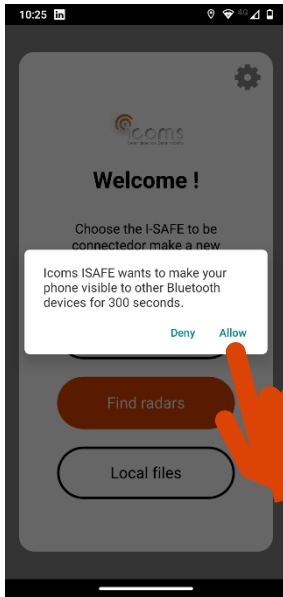 10:25 in
4G
icoms
Welcome !
Choose the I-SAFE to be
connectedor make a new
Icoms ISAFE wants to make your
phone visible to other Bluetooth
devices for 300 seconds.
Deny Allow
Find radars
Local files